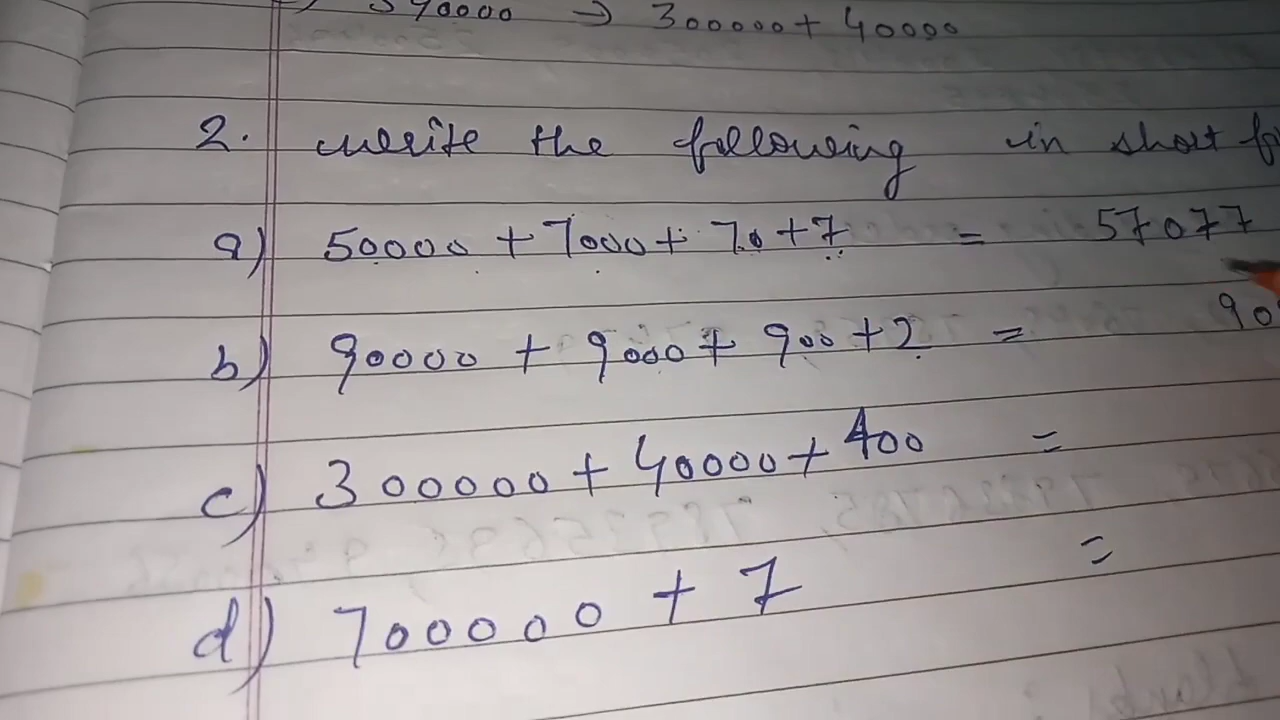 340000 → 300000 + 40000
2. write the following in short
a) 50000 + 7000 + 70 + 7 = 57077
b) 90000 + 9000 + 900 + 2 = 90
c) 300000 + 40000 + 400 =
d) 700000 + 7 =